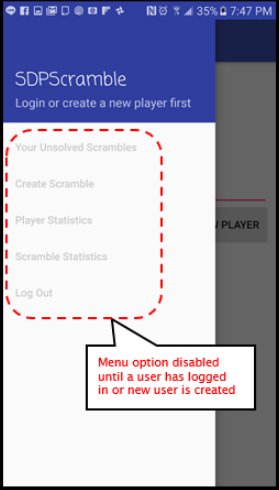 35% 7:47 PM
SDPScramble
Login or create a new player first
Your Unsolved Scrambles
Create Scramble
Player Statistics
W PLAYER
Scramble Statistics
Log Out
Menu option disabled
until a user has logged
in or new user is created